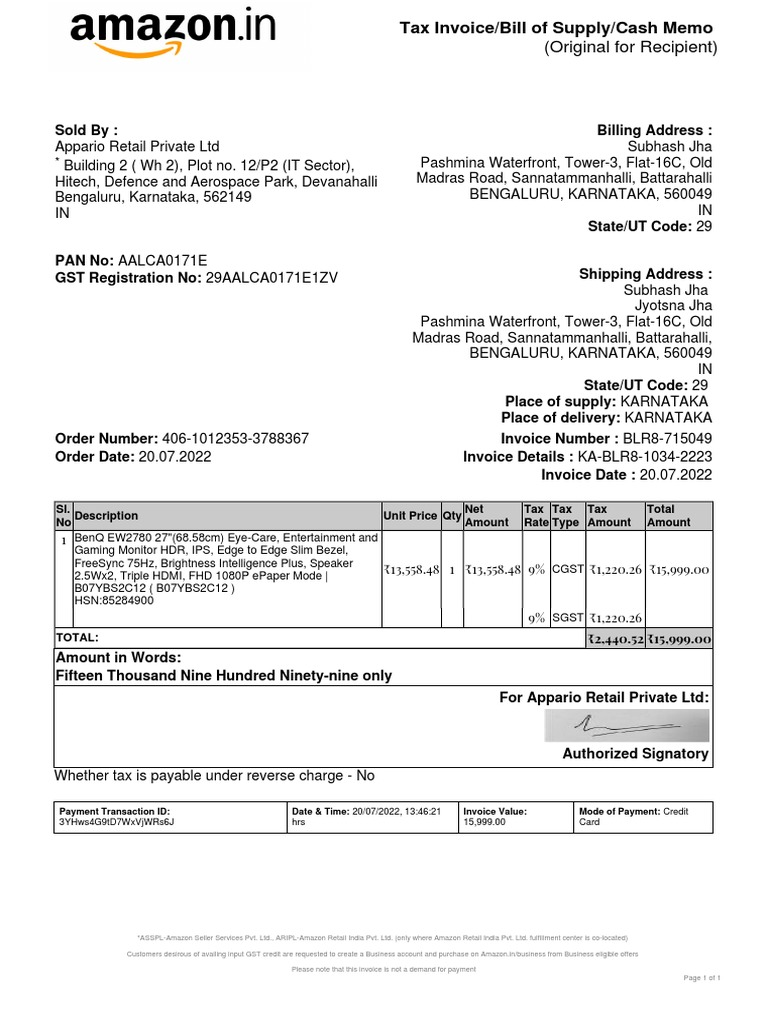 amazon.in
Tax Invoice/Bill of Supply/Cash Memo
(Original for Recipient)
Sold By :
Appario Retail Private Ltd
* Building 2 ( Wh 2), Plot no. 12/P2 (IT Sector),
Hitech, Defence and Aerospace Park, Devanahalli
Bengaluru, Karnataka, 562149
IN
PAN No: AALCA0171E
GST Registration No: 29AALCA0171E1ZV
Billing Address :
Subhash Jha
Pashmina Waterfront, Tower-3, Flat-16C, Old
Madras Road, Sannatammanhalli, Battarahalli
BENGALURU, KARNATAKA, 560049
IN
State/UT Code: 29
Shipping Address :
Subhash Jha
Jyotsna Jha
Pashmina Waterfront, Tower-3, Flat-16C, Old
Madras Road, Sannatammanhalli, Battarahalli,
BENGALURU, KARNATAKA, 560049
IN
State/UT Code: 29
Place of supply: KARNATAKA
Place of delivery: KARNATAKA
Order Number: 406-1012353-3788367
Order Date: 20.07.2022
Invoice Number : BLR8-715049
Invoice Details : KA-BLR8-1034-2223
Invoice Date : 20.07.2022
Sl. No Description Unit Price Qty Net Amount Tax Rate Tax Type Tax Amount Total Amount
1 BenQ EW2780 27"(68.58cm) Eye-Care, Entertainment and
Gaming Monitor HDR, IPS, Edge to Edge Slim Bezel,
FreeSync 75Hz, Brightness Intelligence Plus, Speaker
2.5Wx2, Triple HDMI, FHD 1080P ePaper Mode |
B07YBS2C12 ( B07YBS2C12 )
HSN:85284900
₹13,558.48 1 ₹13,558.48 9% CGST ₹1,220.26 ₹15,999.00
9% SGST ₹1,220.26
TOTAL: ₹2,440.52 ₹15,999.00
Amount in Words:
Fifteen Thousand Nine Hundred Ninety-nine only
For Appario Retail Private Ltd:
Authorized Signatory
Whether tax is payable under reverse charge - No
Payment Transaction ID:
3YHws4G9tD7WxVjWRs6J
Date & Time: 20/07/2022, 13:46:21
hrs
Invoice Value:
15,999.00
Mode of Payment: Credit
Card
*ASSPL-Amazon Seller Services Pvt. Ltd., ARIPL-Amazon Retail India Pvt. Ltd. (only where Amazon Retail India Pvt. Ltd. fulfillment center is co-located)
Customers desirous of availing input GST credit are requested to create a Business account and purchase on Amazon.in/business from Business eligible offers
Please note that this invoice is not a demand for payment
Page 1 of 1